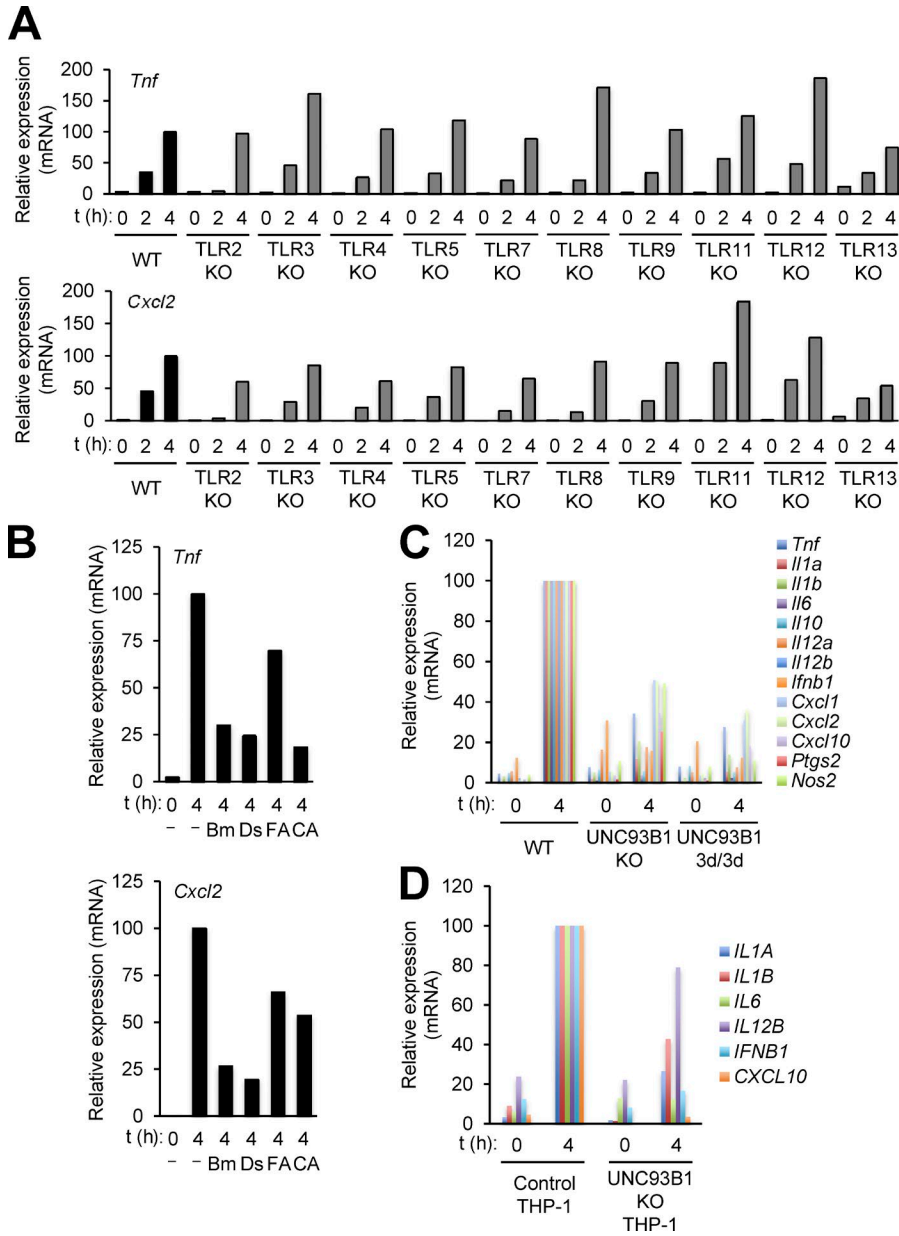 A
Tnf
Relative expression
(mRNA)
200
150
100
50
0
t (h): 0 2 4 0 2 4 0 2 4 0 2 4 0 2 4 0 2 4 0 2 4 0 2 4 0 2 4 0 2 4 0 2 4
WT TLR2 TLR3 TLR4 TLR5 TLR7 TLR8 TLR9 TLR11 TLR12 TLR13
KO KO KO KO KO KO KO KO KO KO
Cxcl2
Relative expression
(mRNA)
200
150
100
50
0
t (h): 0 2 4 0 2 4 0 2 4 0 2 4 0 2 4 0 2 4 0 2 4 0 2 4 0 2 4 0 2 4 0 2 4
WT TLR2 TLR3 TLR4 TLR5 TLR7 TLR8 TLR9 TLR11 TLR12 TLR13
KO KO KO KO KO KO KO KO KO KO
B
Tnf
Relative expression (mRNA)
125
100
75
50
25
0
t (h): 0 4 4 4 4 4
– – Bm Ds FA CA
Cxcl2
Relative expression (mRNA)
125
100
75
50
25
0
t (h): 0 4 4 4 4 4
– – Bm Ds FA CA
C
Relative expression
(mRNA)
120
100
80
60
40
20
0
t (h): 0 4 0 4 0 4
WT UNC93B1 UNC93B1
KO 3d/3d
Tnf
Il1a
Il1b
Il6
Il10
Il12a
Il12b
Ifnb1
Cxcl1
Cxcl2
Cxcl10
Ptgs2
Nos2
D
Relative expression
(mRNA)
120
100
80
60
40
20
0
t (h): 0 4 0 4
Control UNC93B1
THP-1 KO
THP-1
IL1A
IL1B
IL6
IL12B
IFNB1
CXCL10